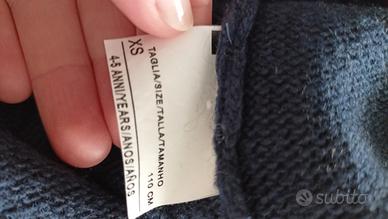 TAGLIA/SIZE/TALLA/TAMANHO
XS 110 CM
4-5 ANNI/YEARS/ANOS/AÑOS
subito